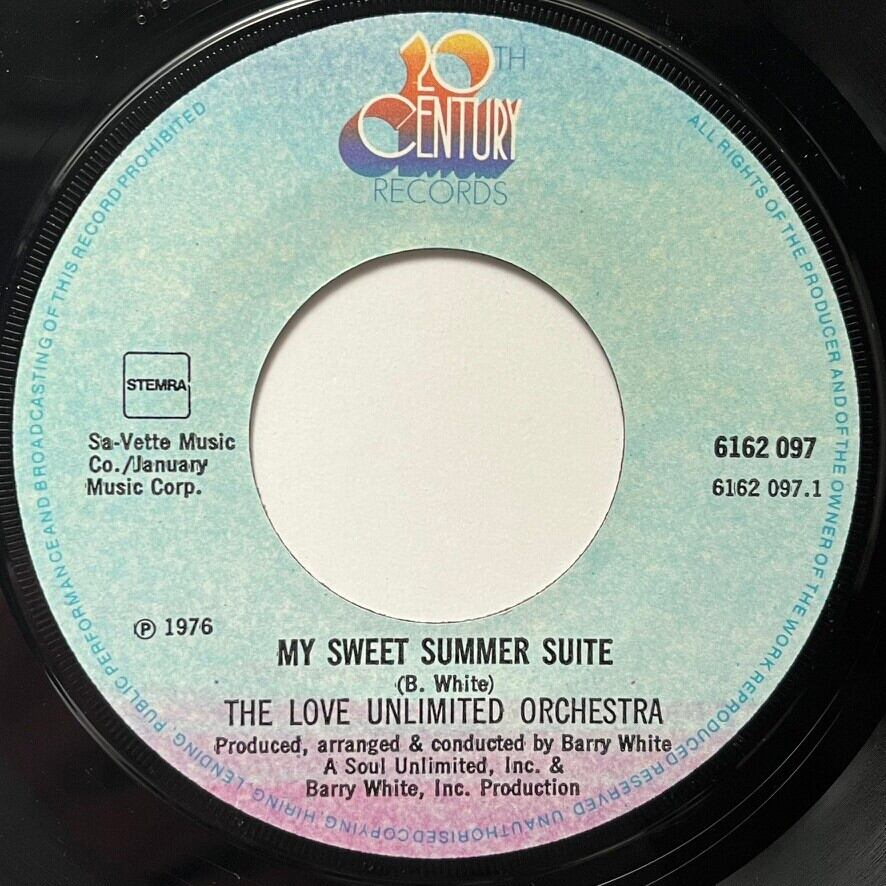 20TH
CENTURY
RECORDS
ALL RIGHTS OF THE PRODUCER AND OF THE OWNER OF THE WORK REPRODUCED RESERVED. UNAUTHORISED COPYING, HIRING, LENDING, PUBLIC PERFORMANCE AND BROADCASTING OF THIS RECORD PROHIBITED
STEMRA
Sa-Vette Music
Co./January
Music Corp.
6162 097
6162 097.1
℗ 1976
MY SWEET SUMMER SUITE
(B. White)
THE LOVE UNLIMITED ORCHESTRA
Produced, arranged & conducted by Barry White
A Soul Unlimited, Inc. &
Barry White, Inc. Production